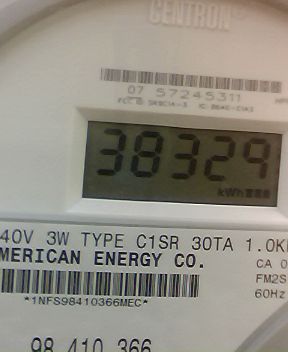 CENTRON
07 57245311
38329
kWh
40V 3W TYPE C1SR 30TA 1.0K
MERICAN ENERGY CO.
CA 0
FM2S
60Hz
*1NFS98410366MEC*
98 410 366